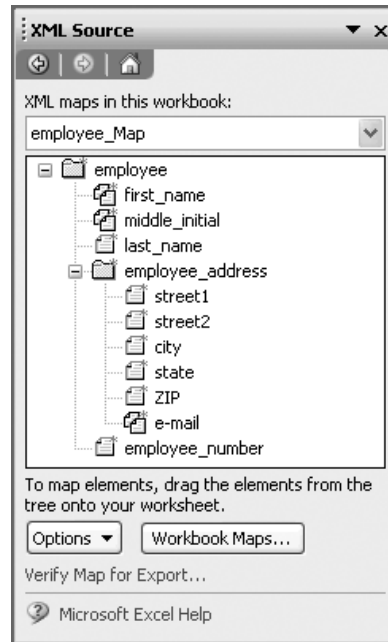 XML Source
XML maps in this workbook:
employee_Map
employee
first_name
middle_initial
last_name
employee_address
street1
street2
city
state
ZIP
e-mail
employee_number
To map elements, drag the elements from the
tree onto your worksheet.
Options
Workbook Maps...
Verify Map for Export...
Microsoft Excel Help